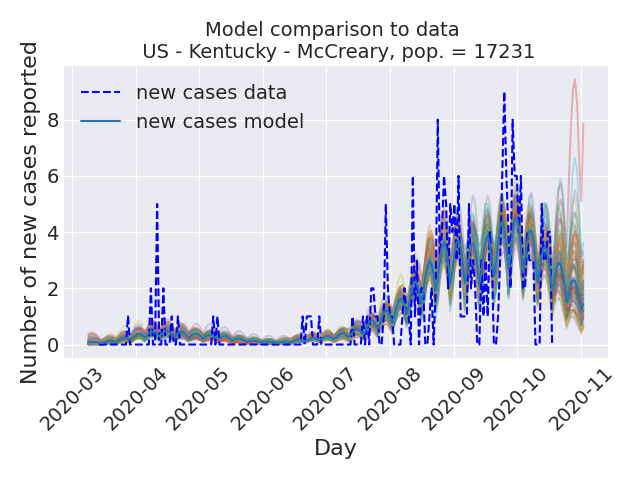 Model comparison to data
US - Kentucky - McCreary, pop. = 17231
new cases data
new cases model
Number of new cases reported
8
6
4
2
0
2020-03
2020-04
2020-05
2020-06
2020-07
2020-08
2020-09
2020-10
2020-11
Day